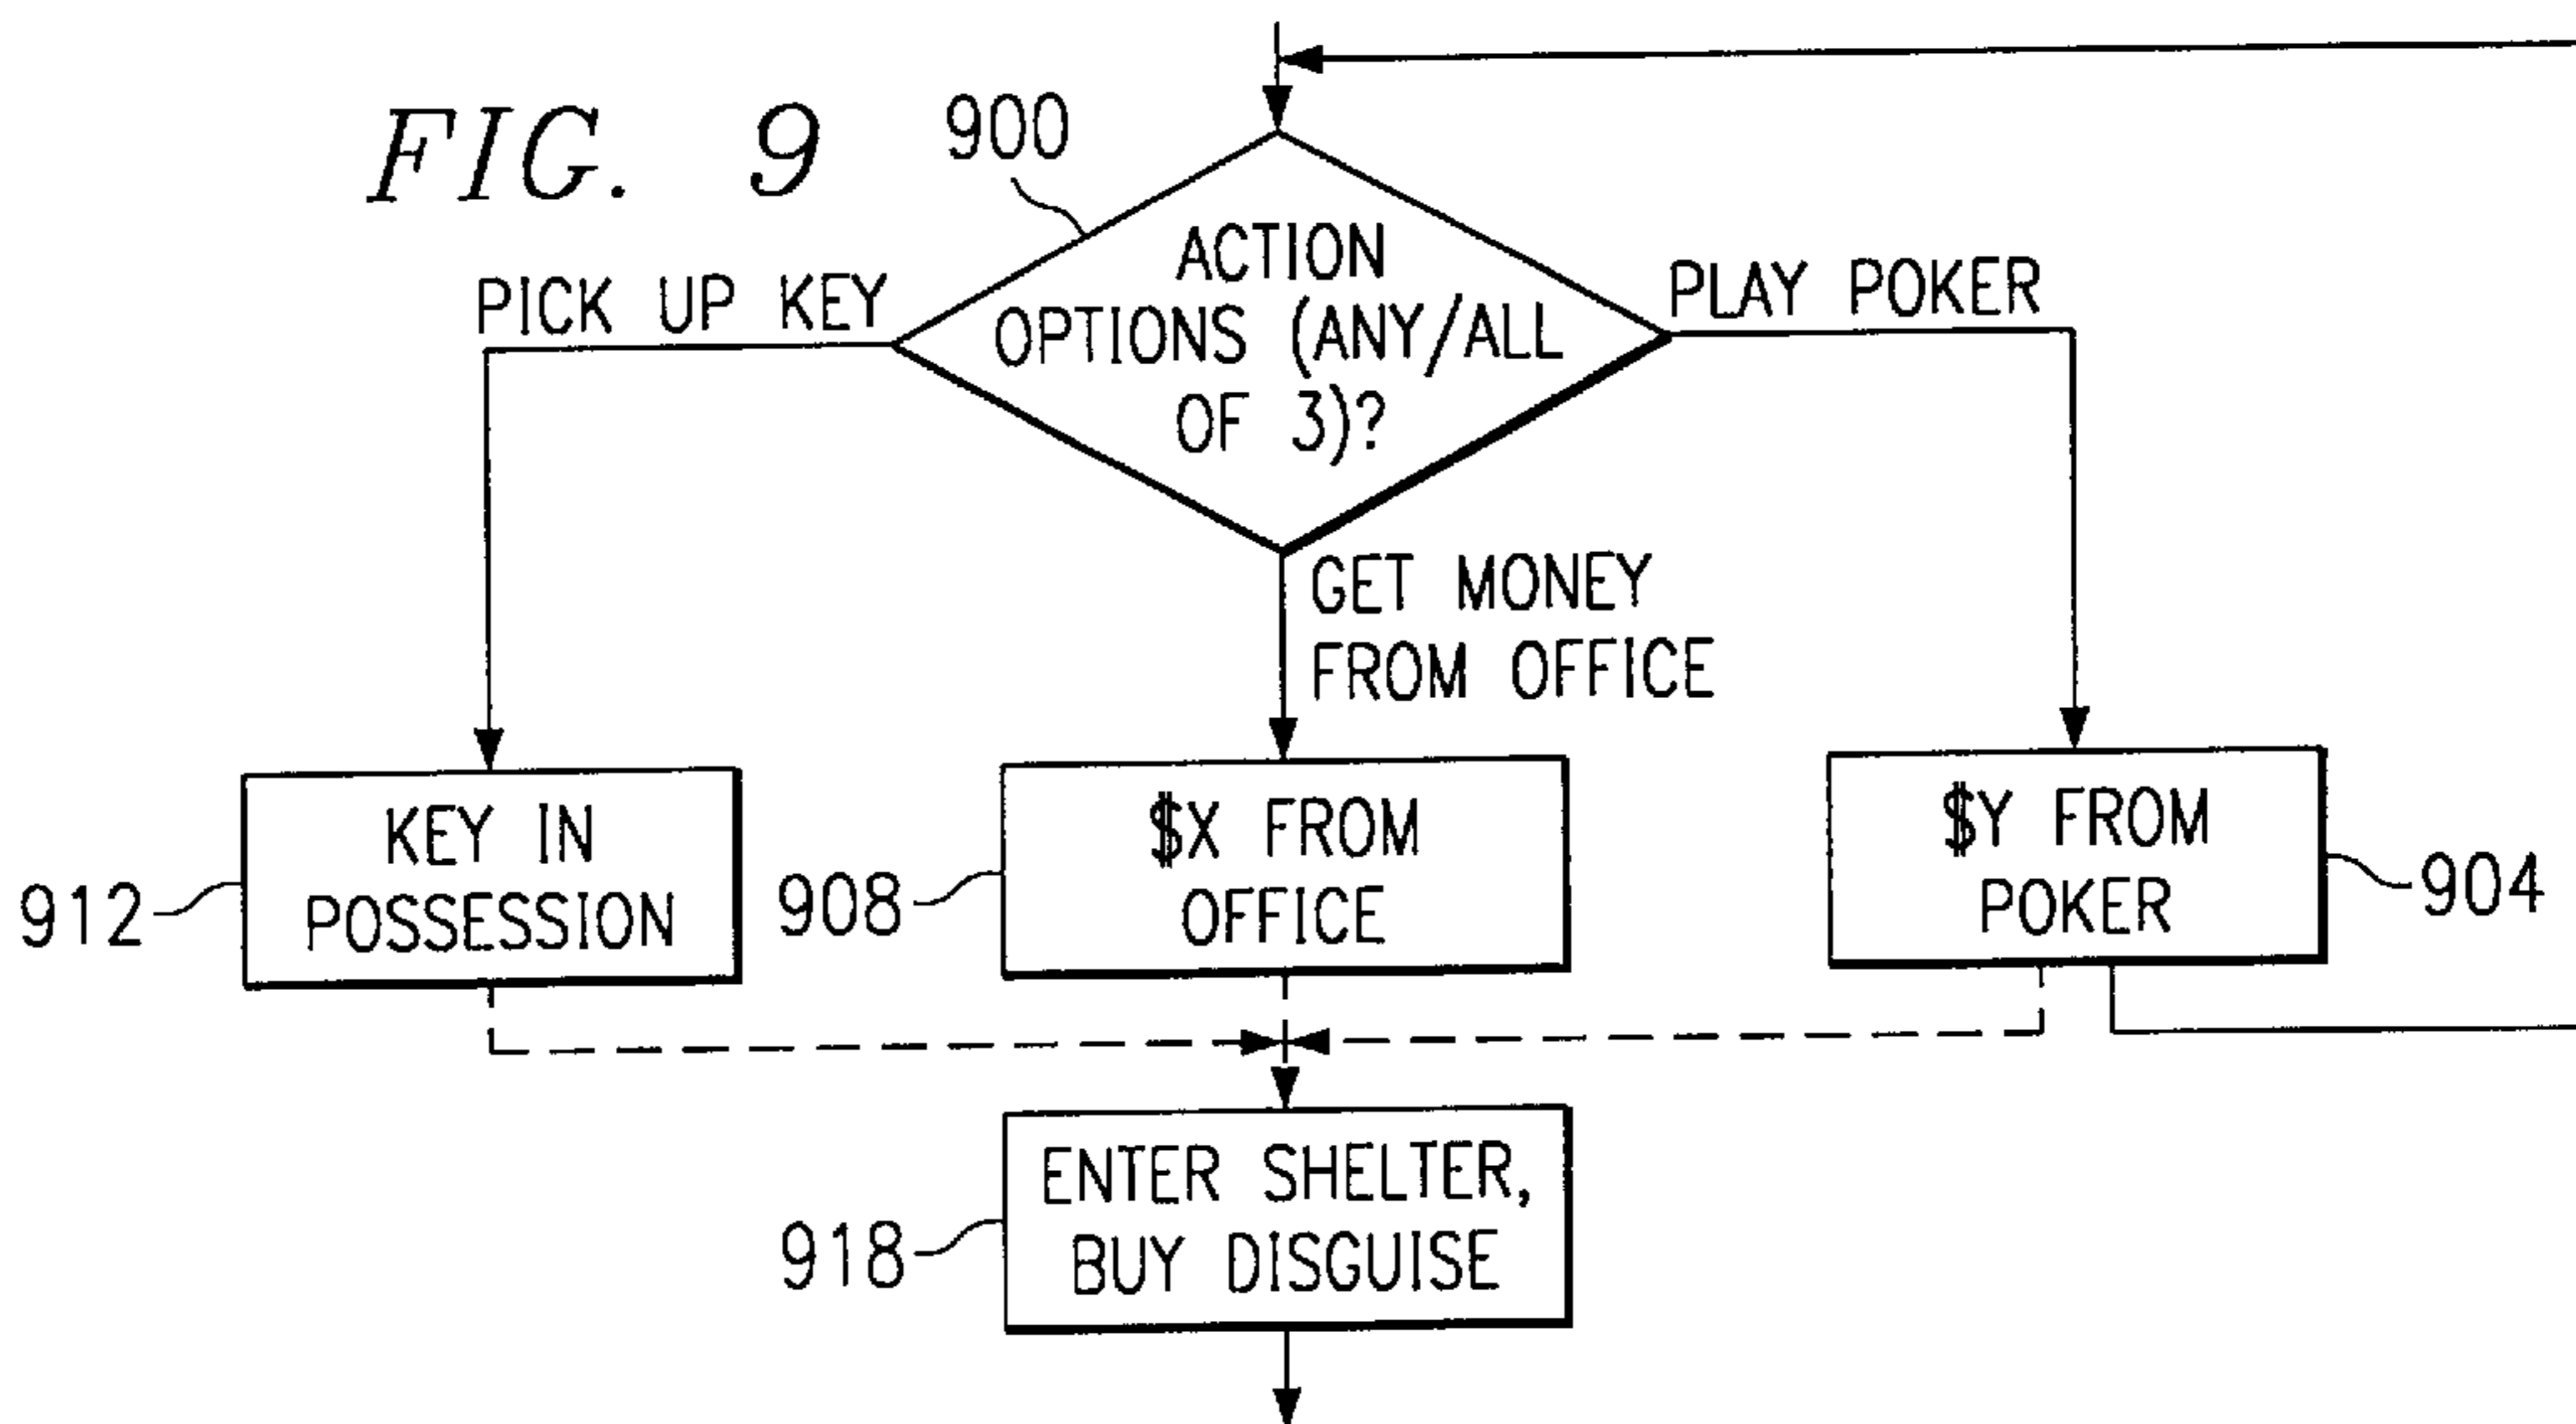 FIG. 9
900
ACTION
OPTIONS (ANY/ALL
OF 3)?
PICK UP KEY
PLAY POKER
GET MONEY
FROM OFFICE
912
KEY IN
POSSESSION
908
$X FROM
OFFICE
$Y FROM
POKER
904
918
ENTER SHELTER,
BUY DISGUISE